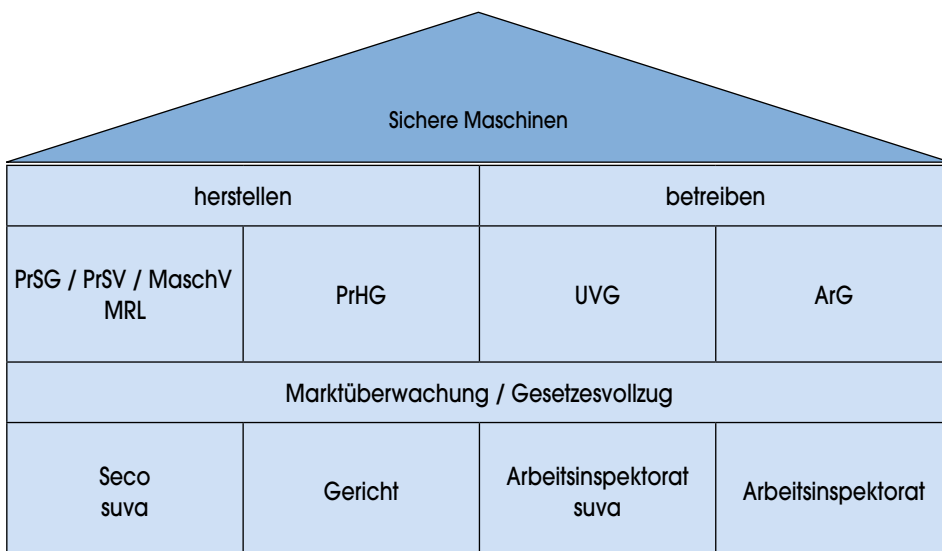 Sichere Maschinen
herstellen
betreiben
PrSG / PrSV / MaschV
MRL
PrHG
UVG
ArG
Marktüberwachung / Gesetzesvollzug
Seco
suva
Gericht
Arbeitsinspektorat
suva
Arbeitsinspektorat